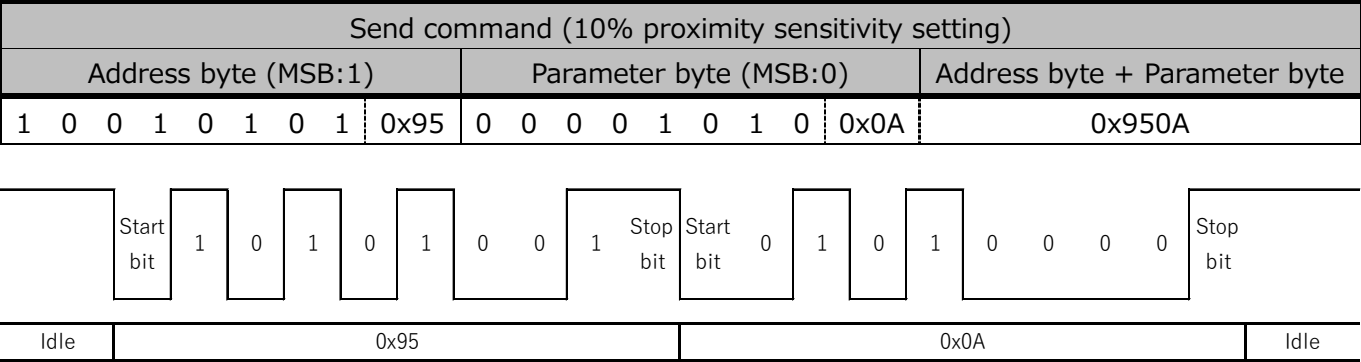 Send command (10% proximity sensitivity setting)
Address byte (MSB:1) Parameter byte (MSB:0) Address byte + Parameter byte
1 0 0 1 0 1 0 1 0x95 0 0 0 0 1 0 1 0 0x0A 0x950A
Start bit 1 0 1 0 1 0 0 1 Stop bit Start bit 0 1 0 1 0 0 0 0 Stop bit
Idle 0x95 0x0A Idle